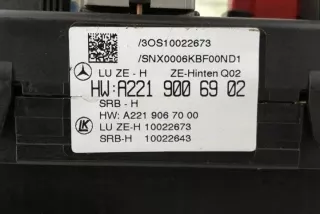 /3OS10022673
/SNX0006KBF00ND1
LU ZE - H ZE-Hinten Q02
HW:A221 900 69 02
SRB - H
HW: A221 906 70 00
LU ZE-H 10022673
LK SRB-H 10022643